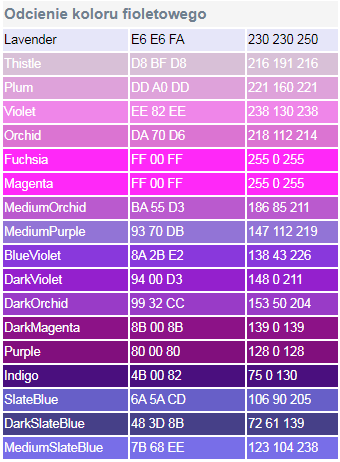 Odcienie koloru fioletowego
Lavender E6 E6 FA 230 230 250
Thistle D8 BF D8 216 191 216
Plum DD A0 DD 221 160 221
Violet EE 82 EE 238 130 238
Orchid DA 70 D6 218 112 214
Fuchsia FF 00 FF 255 0 255
Magenta FF 00 FF 255 0 255
MediumOrchid BA 55 D3 186 85 211
MediumPurple 93 70 DB 147 112 219
BlueViolet 8A 2B E2 138 43 226
DarkViolet 94 00 D3 148 0 211
DarkOrchid 99 32 CC 153 50 204
DarkMagenta 8B 00 8B 139 0 139
Purple 80 00 80 128 0 128
Indigo 4B 00 82 75 0 130
SlateBlue 6A 5A CD 106 90 205
DarkSlateBlue 48 3D 8B 72 61 139
MediumSlateBlue 7B 68 EE 123 104 238